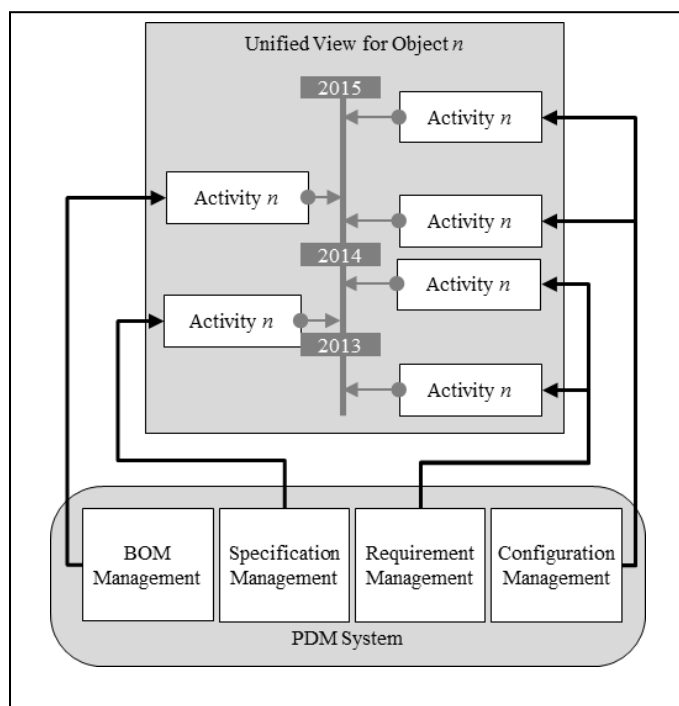 Unified View for Object n
2015
Activity n
Activity n
Activity n
2014
Activity n
Activity n
2013
Activity n
BOM
Management
Specification
Management
Requirement
Management
Configuration
Management
PDM System